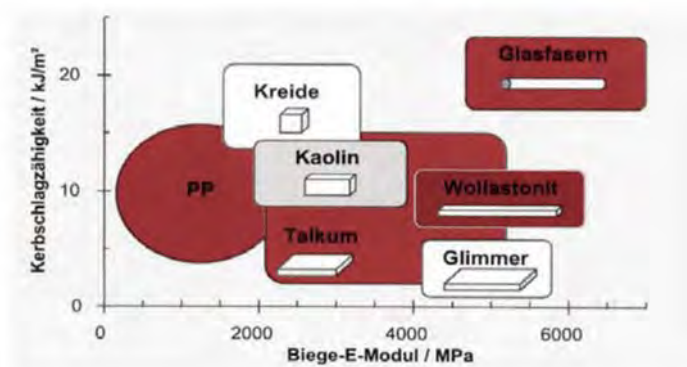 Kerbschlagzähigkeit / kJ/m²
20
10
0
Glasfasern
Kreide
Kaolin
PP
Wollastonit
Talkum
Glimmer
0 2000 4000 6000
Biege-E-Modul / MPa